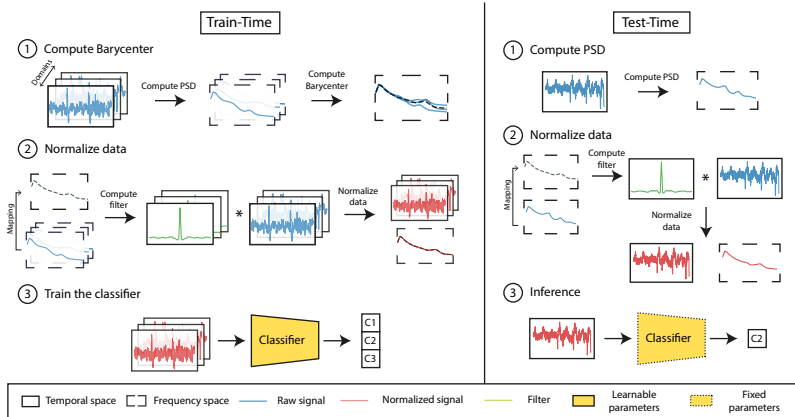 Train-Time
Test-Time
1 Compute Barycenter
Domains
Compute PSD
Compute
Barycenter
2 Normalize data
Mapping
Compute
filter
*
Normalize
data
3 Train the classifier
Classifier
C1
C2
C3
1 Compute PSD
Compute PSD
2 Normalize data
Mapping
Compute
filter
*
Normalize
data
3 Inference
Classifier
C2
Temporal space
Frequency space
Raw signal
Normalized signal
Filter
Learnable
parameters
Fixed
parameters